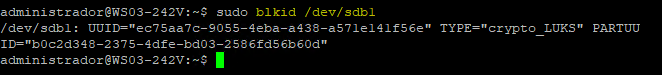 administrador@WS03-242V:~$ sudo blkid /dev/sdb1
/dev/sdb1: UUID="ec75aa7c-9055-4eba-a438-a571e141f56e" TYPE="crypto_LUKS" PARTUU
ID="b0c2d348-2375-4dfe-bd03-2586fd56b60d"
administrador@WS03-242V:~$